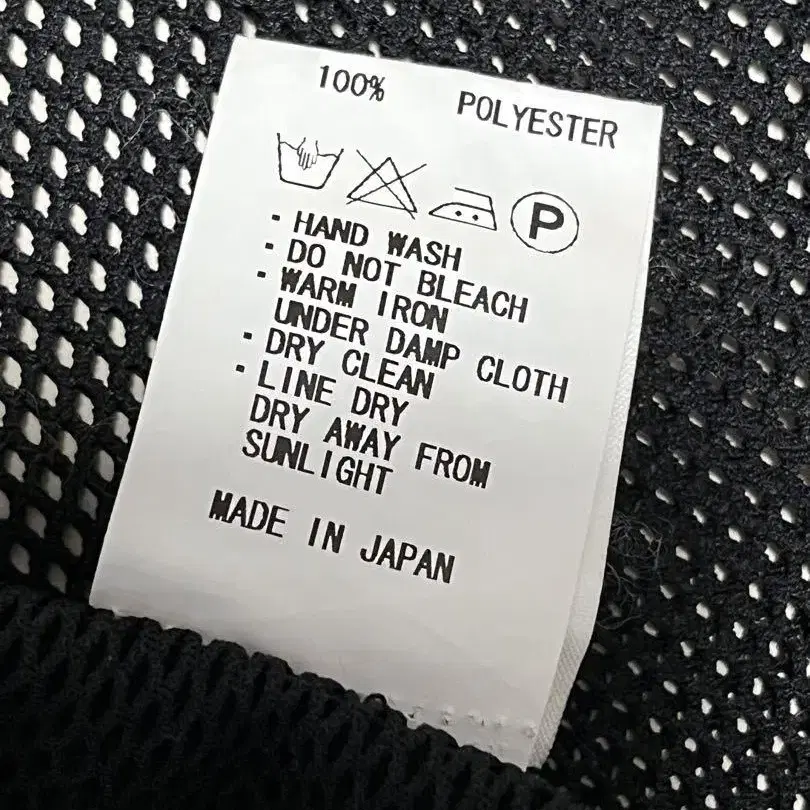 100% POLYESTER
P
· HAND WASH
· DO NOT BLEACH
· WARM IRON
UNDER DAMP CLOTH
· DRY CLEAN
· LINE DRY
DRY AWAY FROM
SUNLIGHT
MADE IN JAPAN